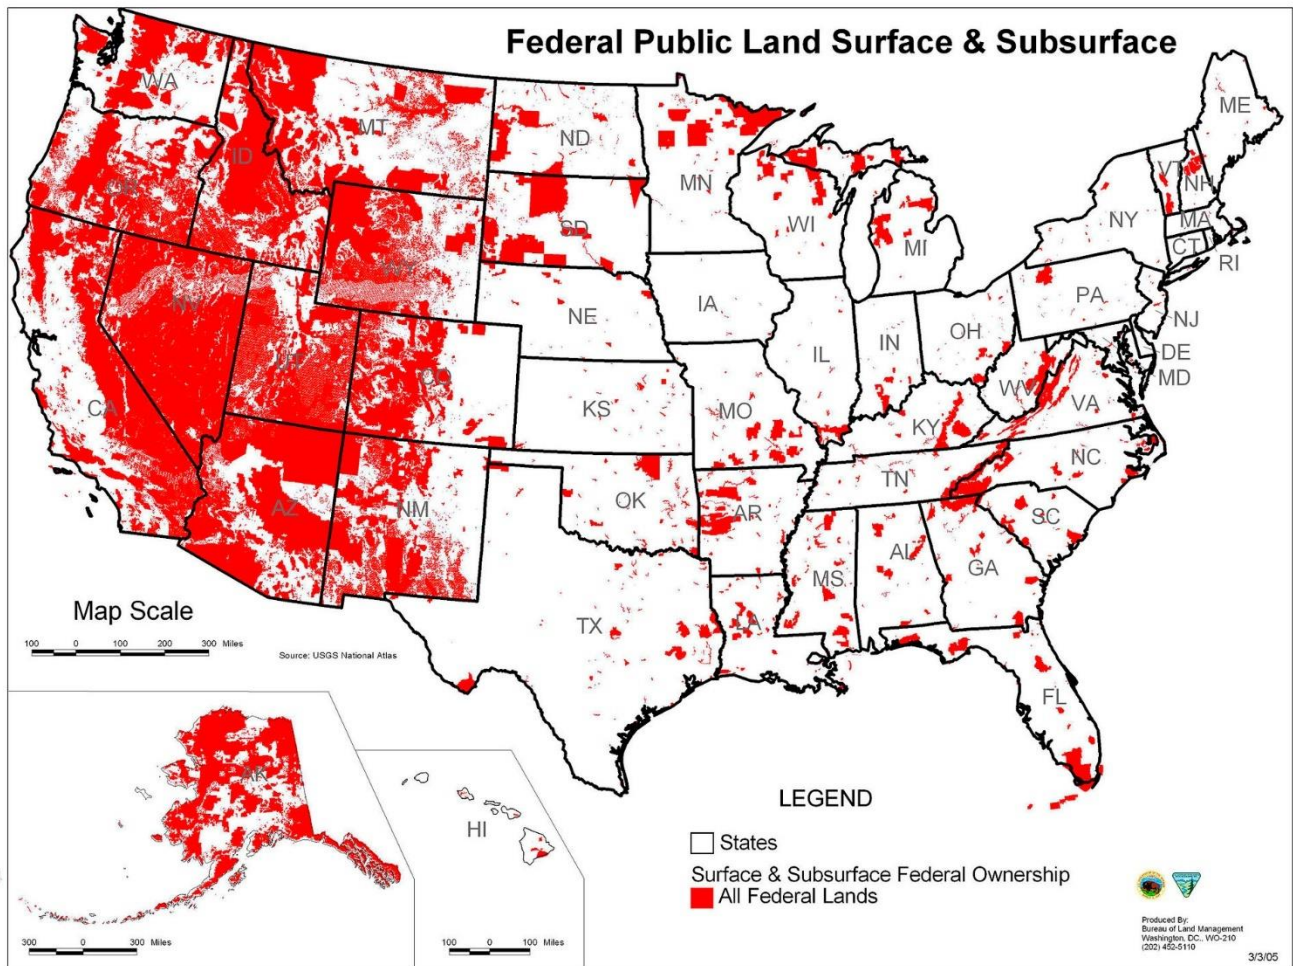 Federal Public Land Surface & Subsurface
WA
MT
ND
MN
ME
OR
ID
SD
WI
MI
VT
NH
NY
MA
CT
RI
WY
NE
IA
PA
NJ
NV
UT
CO
IL
IN
OH
DE
MD
CA
KS
MO
WV
VA
KY
AZ
NM
OK
AR
TN
NC
SC
MS
AL
GA
TX
LA
FL
Map Scale
100 0 100 200 300 Miles
Source: USGS National Atlas
AK
HI
300 0 300 Miles
100 0 100 Miles
LEGEND
States
Surface & Subsurface Federal Ownership
All Federal Lands
Produced By:
Bureau of Land Management
Washington, DC., WO-210
(202) 452-5110
3/3/05